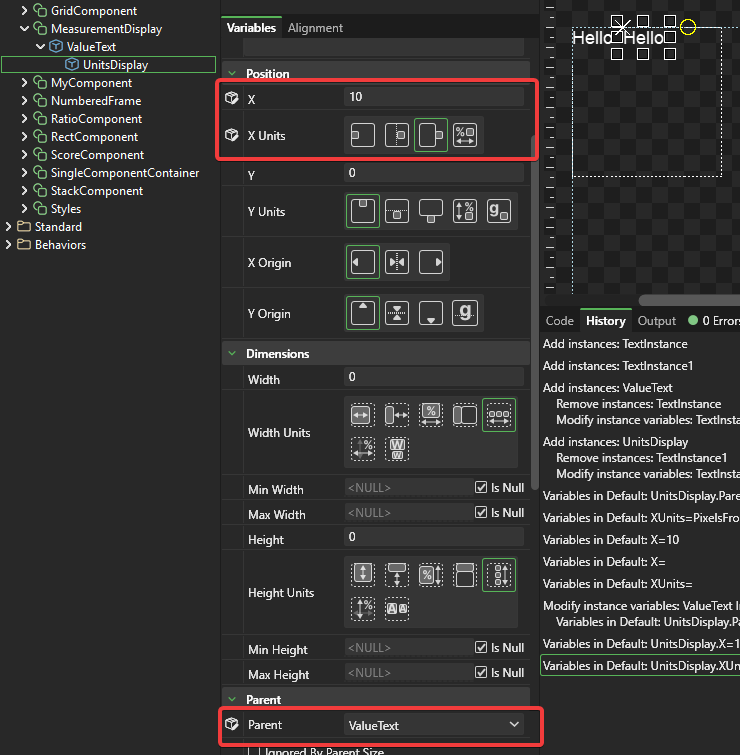 GridComponent
MeasurementDisplay
ValueText
UnitsDisplay
MyComponent
NumberedFrame
RatioComponent
RectComponent
ScoreComponent
SingleComponentContainer
StackComponent
Styles
Standard
Behaviors
Variables Alignment
Position
X 10
X Units
Y 0
Y Units
X Origin
Y Origin
Dimensions
Width 0
Width Units
Min Width <NULL> Is Null
Max Width <NULL> Is Null
Height 0
Height Units
Min Height <NULL> Is Null
Max Height <NULL> Is Null
Parent
Parent ValueText
Ignored By Parent Size
Hello Hello
Code History Output 0 Errors
Add instances: TextInstance
Add instances: TextInstance1
Add instances: ValueText
Remove instances: TextInstance
Modify instance variables: TextInsta
Add instances: UnitsDisplay
Remove instances: TextInstance1
Modify instance variables: TextInsta
Variables in Default: UnitsDisplay.Pare
Variables in Default: XUnits=PixelsFro
Variables in Default: X=10
Variables in Default: X=
Variables in Default: XUnits=
Modify instance variables: ValueText I
Variables in Default: UnitsDisplay.Pa
Variables in Default: UnitsDisplay.X=1
Variables in Default: UnitsDisplay.XUn